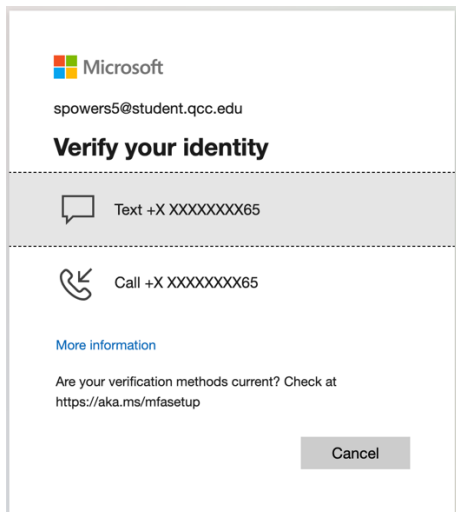 Microsoft
spowers5@student.qcc.edu
Verify your identity
Text +X XXXXXXXX65
Call +X XXXXXXXX65
More information
Are your verification methods current? Check at
https://aka.ms/mfasetup
Cancel